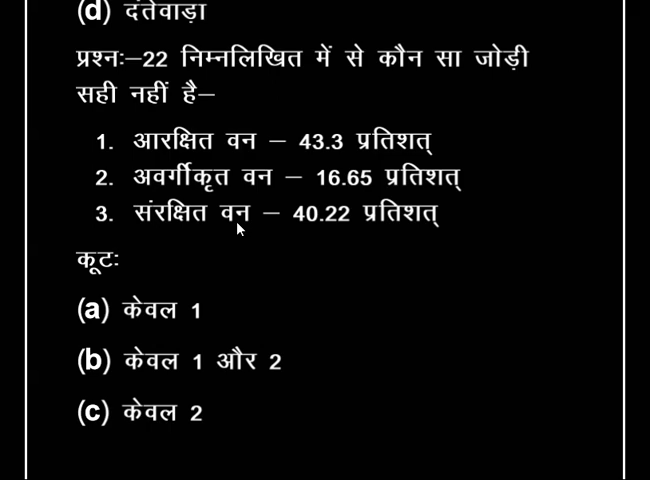 (d) दंतेवाड़ा
प्रश्नः–22 निम्नलिखित में से कौन सा जोड़ी
सही नहीं है–
1. आरक्षित वन – 43.3 प्रतिशत्
2. अवर्गीकृत वन – 16.65 प्रतिशत्
3. संरक्षित वन – 40.22 प्रतिशत्
कूटः
(a) केवल 1
(b) केवल 1 और 2
(c) केवल 2